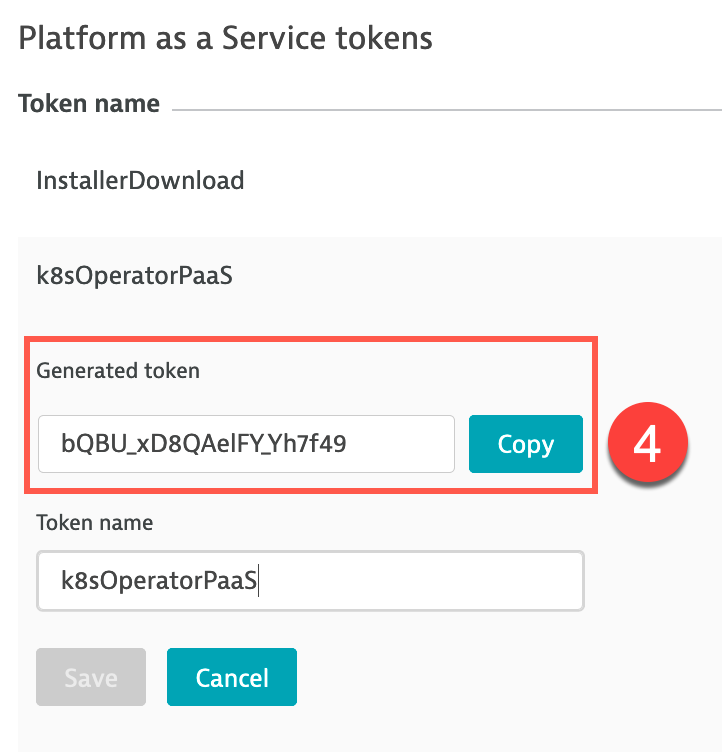 Platform as a Service tokens
Token name
InstallerDownload
k8sOperatorPaaS
Generated token
bQBU_xD8QAelFY_Yh7f49
Copy
4
Token name
k8sOperatorPaaS
Save
Cancel